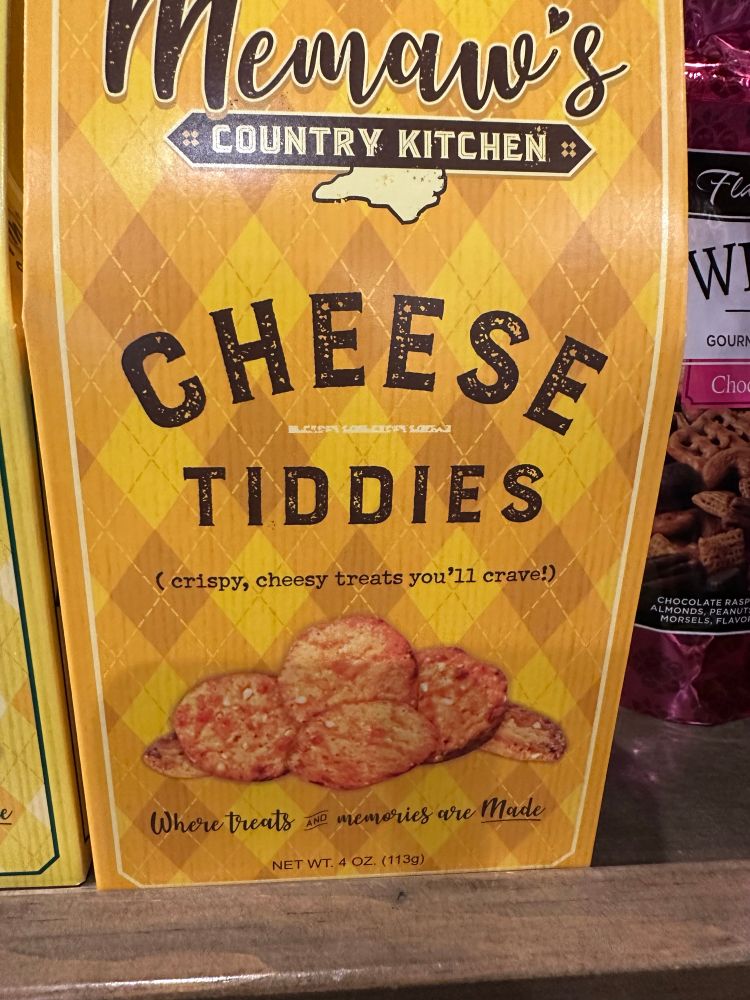 Memaw's
COUNTRY KITCHEN
CHEESE
TIDDIES
( crispy, cheesy treats you'll crave!)
Where treats AND memories are Made
NET WT. 4 OZ. (113g)
Fla
WI
GOURN
Choc
CHOCOLATE RASP
ALMONDS, PEANUT
MORSELS, FLAVOR